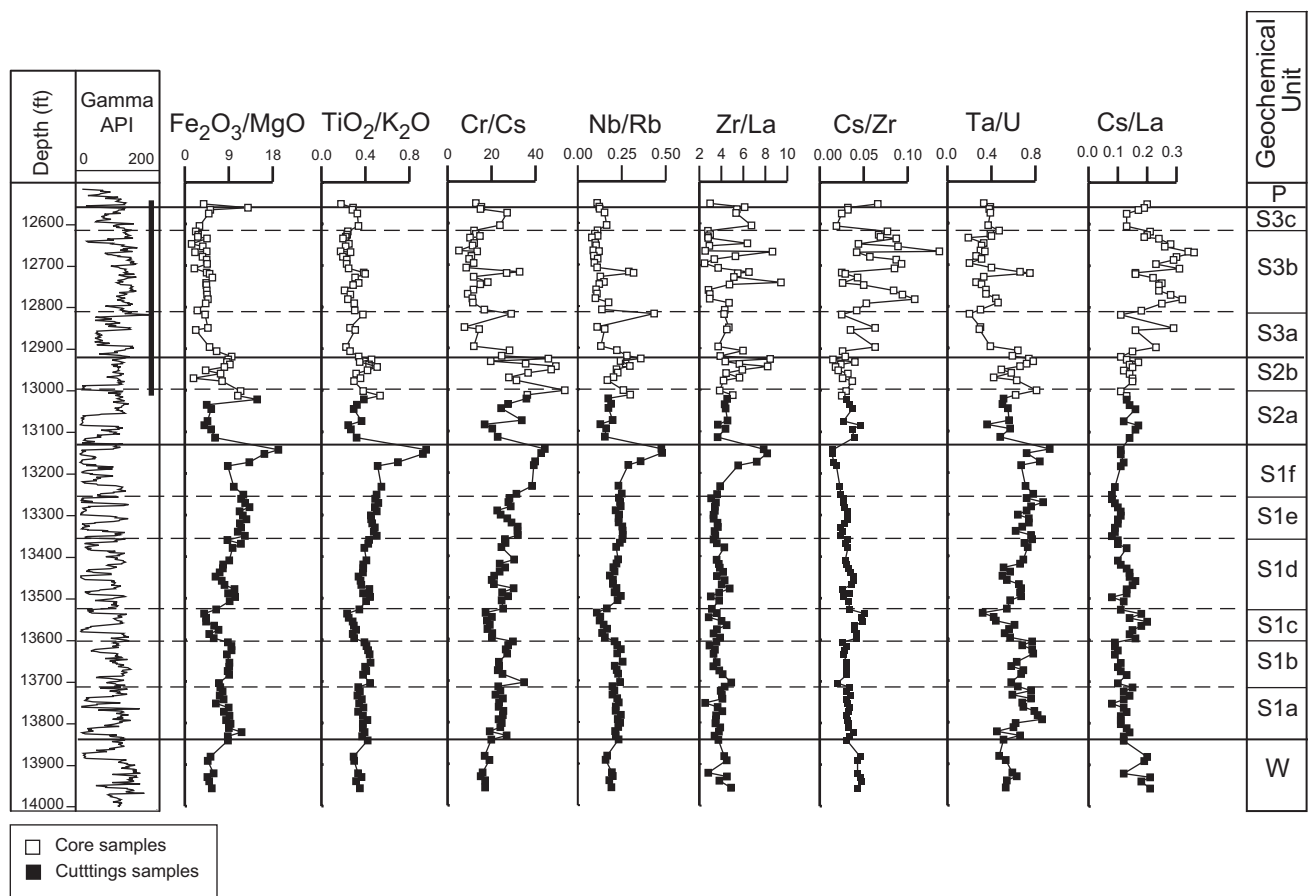 Depth (ft)
Gamma
API
0 200
Fe2O3/MgO
0 9 18
TiO2/K2O
0.0 0.4 0.8
Cr/Cs
0 20 40
Nb/Rb
0.00 0.25 0.50
Zr/La
2 4 6 8 10
Cs/Zr
0.00 0.05 0.10
Ta/U
0.0 0.4 0.8
Cs/La
0.0 0.1 0.2 0.3
Geochemical
Unit
12600
12700
12800
12900
13000
13100
13200
13300
13400
13500
13600
13700
13800
13900
14000
P
S3c
S3b
S3a
S2b
S2a
S1f
S1e
S1d
S1c
S1b
S1a
W
Core samples
Cutttings samples